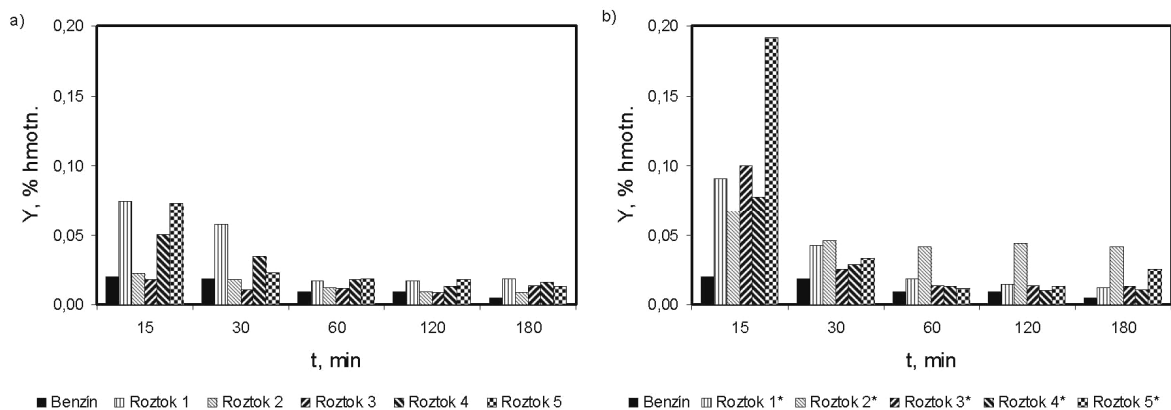 a)
0,20
0,15
0,10
0,05
0,00
Y, % hmotn.
15 30 60 120 180
t, min
Benzín Roztok 1 Roztok 2 Roztok 3 Roztok 4 Roztok 5
b)
0,20
0,15
0,10
0,05
0,00
Y, % hmotn.
15 30 60 120 180
t, min
Benzín Roztok 1* Roztok 2* Roztok 3* Roztok 4* Roztok 5*